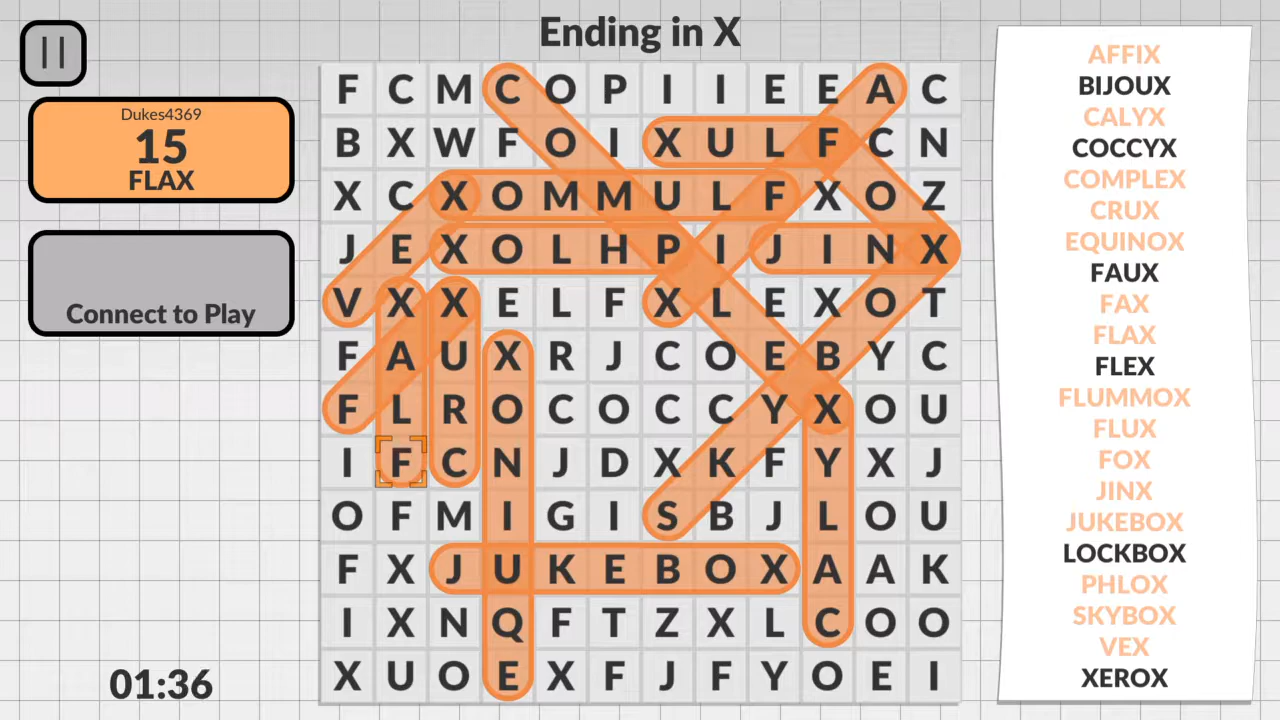 Ending in X
Dukes4369
15
FLAX
Connect to Play
01:36
F C M C O P I I E E A C
B X W F O I X U L F C N
X C X O M M U L F X O Z
J E X O L H P I J I N X
V X X E L F X L E X O T
F A U X R J C O E B Y C
F L R O C O C C Y X O U
I F C N J D X K F Y X J
O F M I G I S B J L O U
F X J U K E B O X A A K
I X N Q F T Z X L C O O
X U O E X F J F Y O E I
AFFIX
BIJOUX
CALYX
COCCYX
COMPLEX
CRUX
EQUINOX
FAUX
FAX
FLAX
FLEX
FLUMMOX
FLUX
FOX
JINX
JUKEBOX
LOCKBOX
PHLOX
SKYBOX
VEX
XEROX